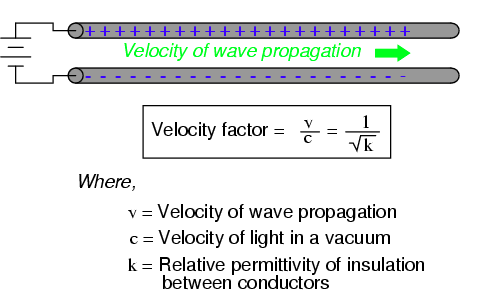 + + + + + + + + + + + + + + + + + + + + + + + +
Velocity of wave propagation
- - - - - - - - - - - - - - - - - - - - - - - -
Velocity factor = v/c = 1/√k
Where,
v = Velocity of wave propagation
c = Velocity of light in a vacuum
k = Relative permittivity of insulation
between conductors